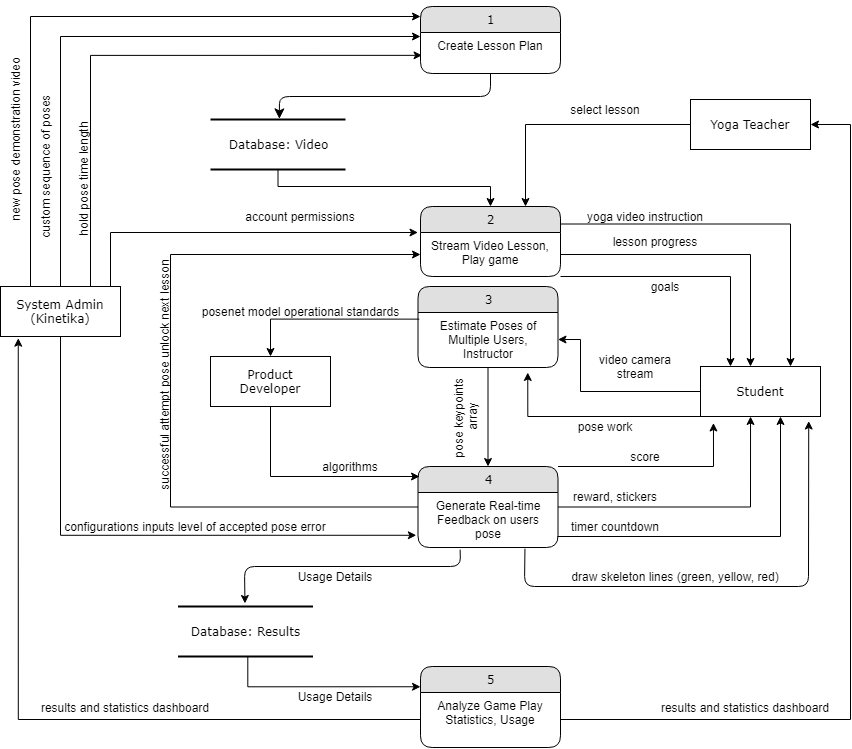 1
Create Lesson Plan
new pose demonstration video
custom sequence of poses
hold pose time length
Database: Video
select lesson
Yoga Teacher
account permissions
2
Stream Video Lesson,
Play game
yoga video instruction
lesson progress
goals
System Admin
(Kinetika)
successful attempt pose unlock next lesson
posenet model operational standards
3
Estimate Poses of
Multiple Users,
Instructor
video camera
stream
Product
Developer
Student
pose keypoints
array
pose work
algorithms
4
Generate Real-time
Feedback on users
pose
score
reward, stickers
timer countdown
configurations inputs level of accepted pose error
Usage Details
draw skeleton lines (green, yellow, red)
Database: Results
Usage Details
5
Analyze Game Play
Statistics, Usage
results and statistics dashboard
results and statistics dashboard